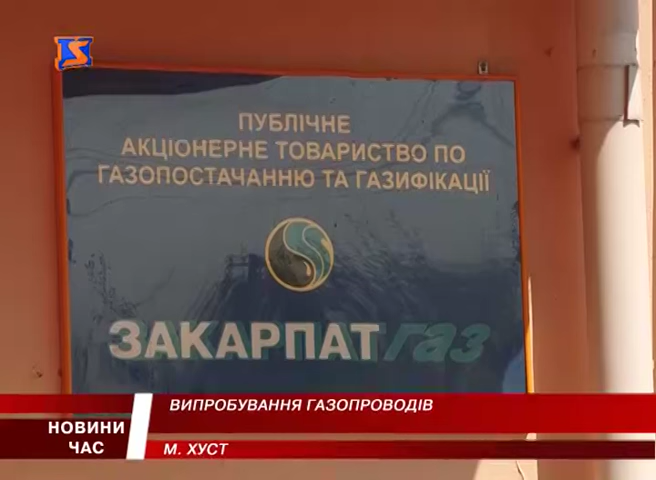 ПУБЛІЧНЕ
АКЦІОНЕРНЕ ТОВАРИСТВО ПО
ГАЗОПОСТАЧАННЮ ТА ГАЗИФІКАЦІЇ
ЗАКАРПАТгаз
ВИПРОБУВАННЯ ГАЗОПРОВОДІВ
НОВИНИ
ЧАС
М. ХУСТ